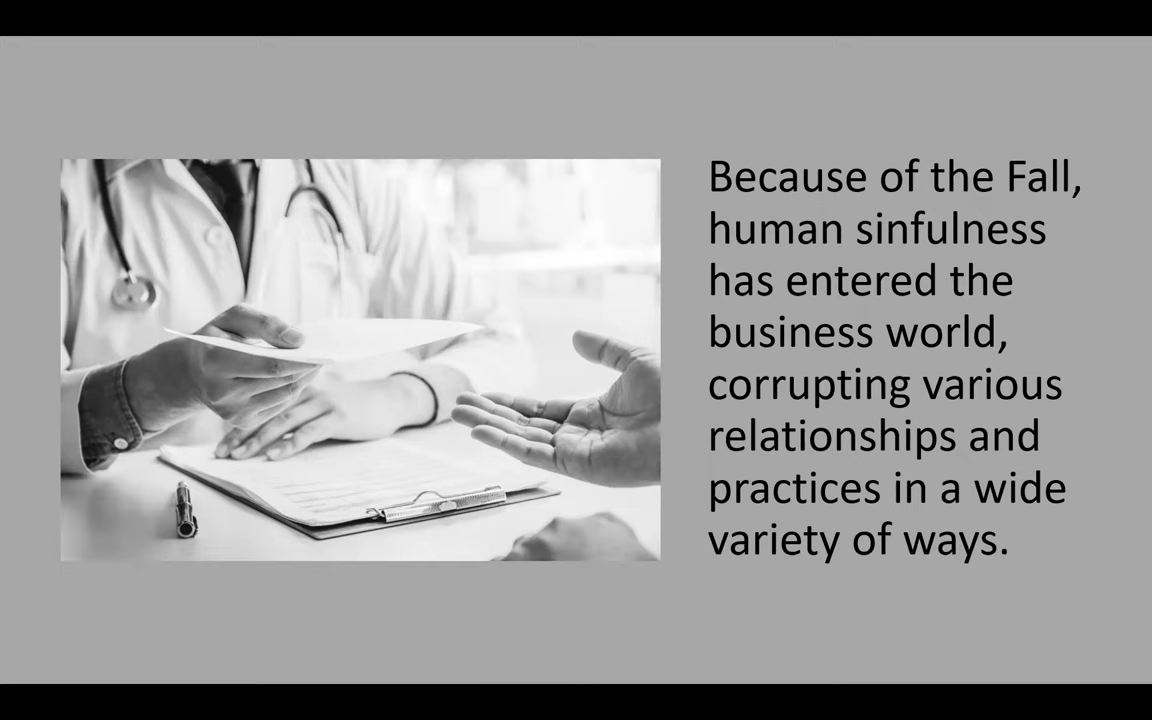 Because of the Fall,
human sinfulness
has entered the
business world,
corrupting various
relationships and
practices in a wide
variety of ways.